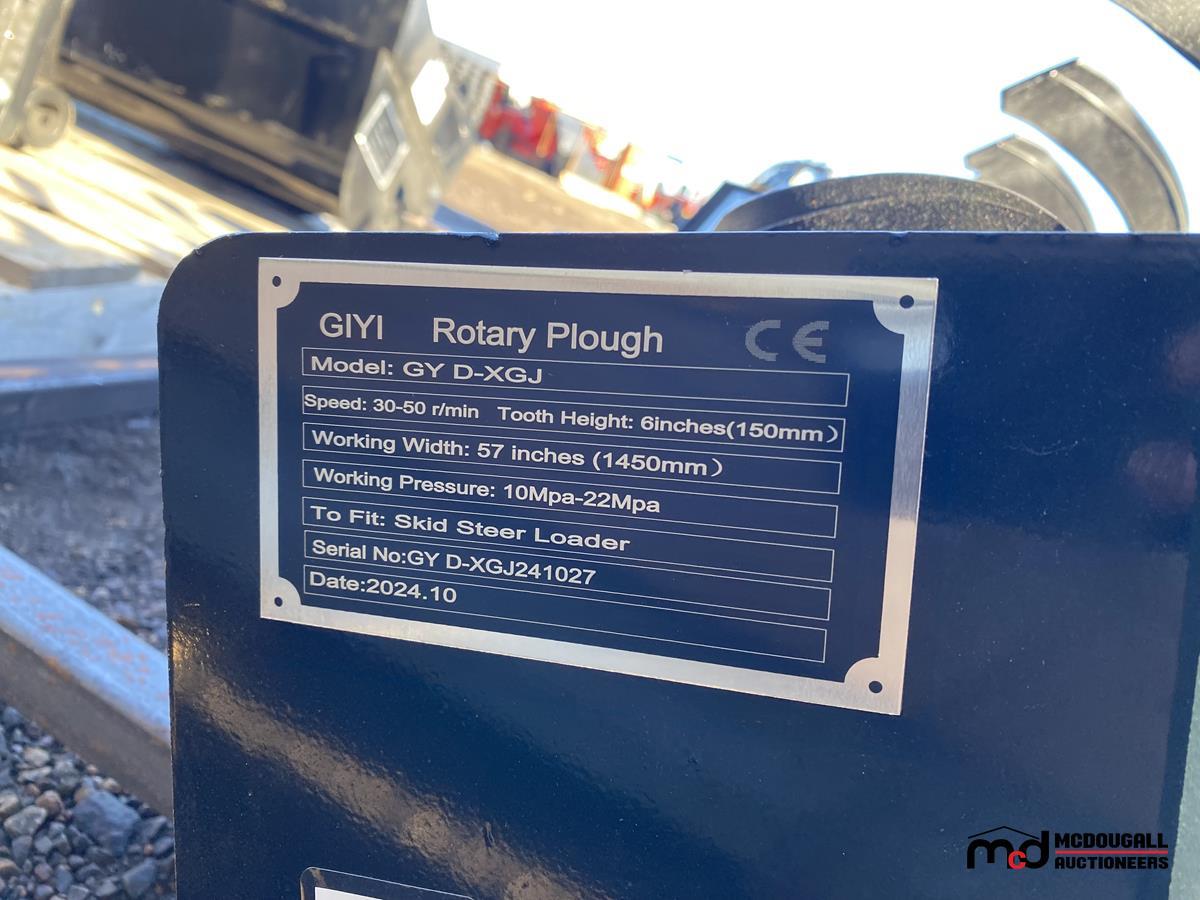 GIYI Rotary Plough CE
Model: GY D-XGJ
Speed: 30-50 r/min Tooth Height: 6inches(150mm）
Working Width: 57 inches (1450mm）
Working Pressure: 10Mpa-22Mpa
To Fit: Skid Steer Loader
Serial No:GY D-XGJ241027
Date:2024.10
mcd MCDOUGALL
AUCTIONEERS